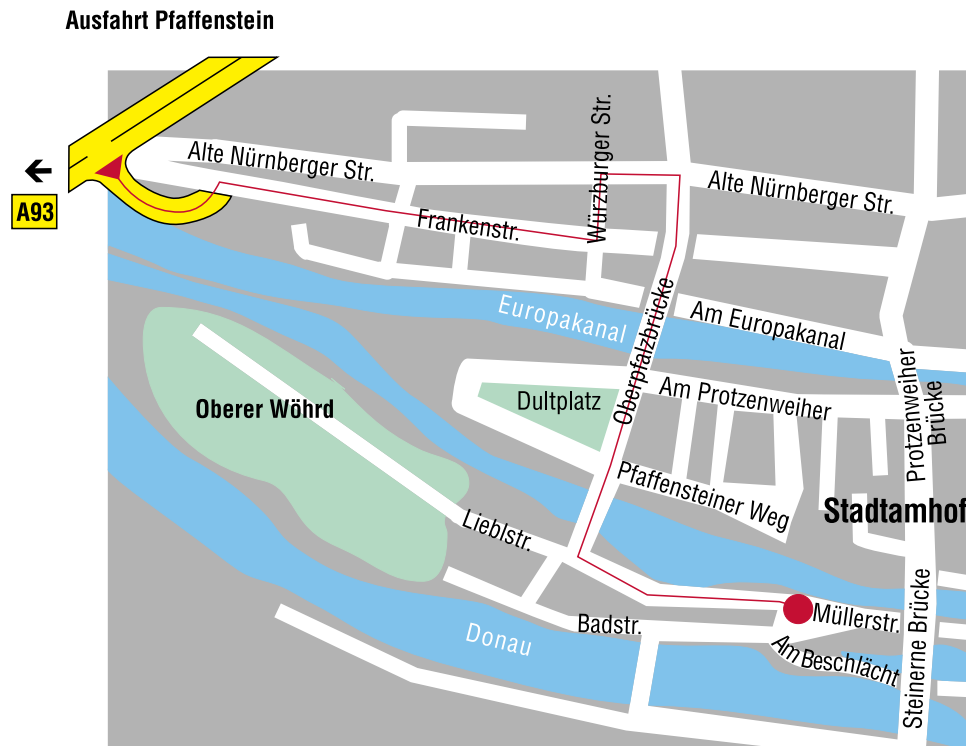 Ausfahrt Pfaffenstein
A93
Alte Nürnberger Str.
Würzburger Str.
Alte Nürnberger Str.
Frankenstr.
Europakanal
Am Europakanal
Oberpfalzbrücke
Oberer Wöhrd
Dultplatz
Am Protzenweiher
Protzenweiher
Brücke
Pfaffensteiner Weg
Stadtamhof
Lieblstr.
Badstr.
Müllerstr.
Donau
Am Beschlächt
Steinerne Brücke